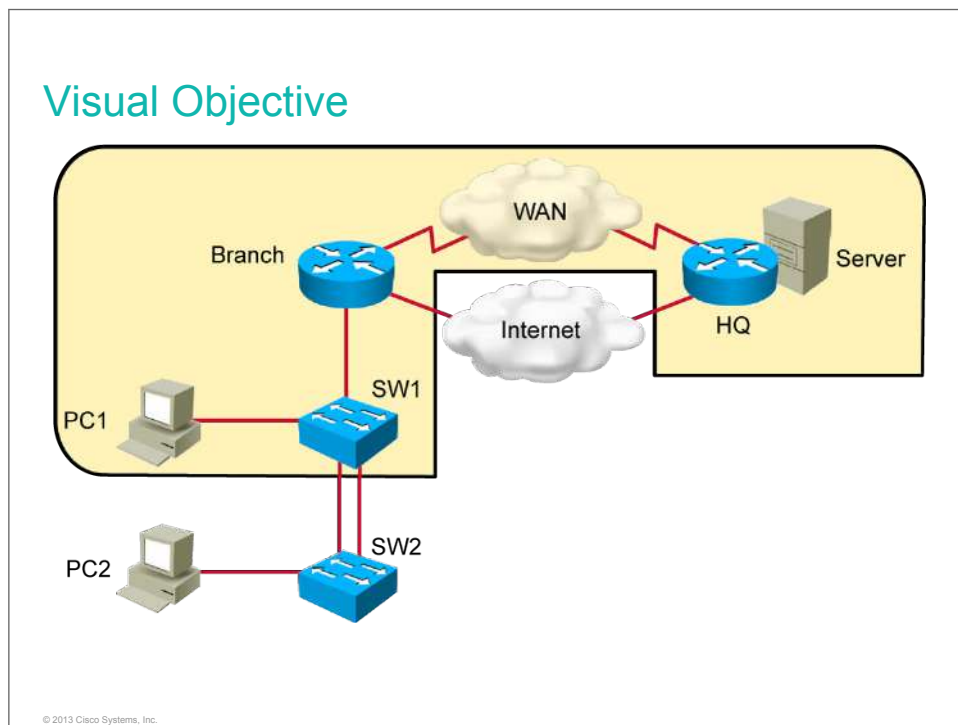 Visual Objective
WAN
Branch
Server
Internet
HQ
SW1
PC1
SW2
PC2
© 2013 Cisco Systems, Inc.